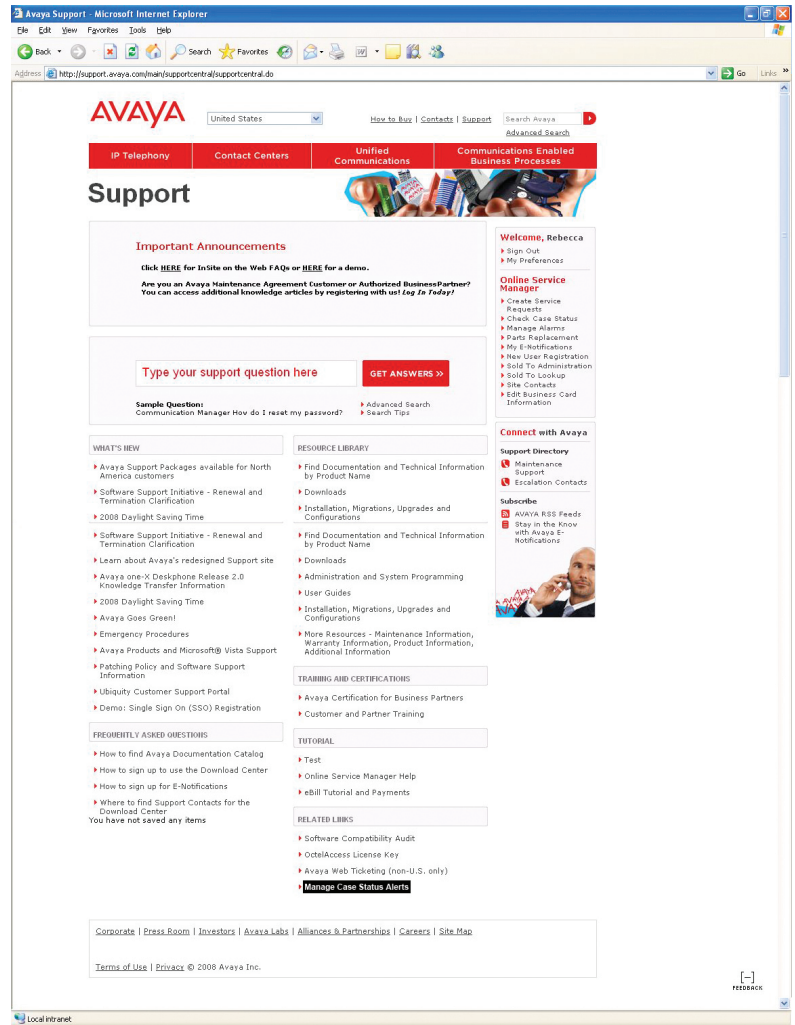 Avaya Support - Microsoft Internet Explorer
File Edit View Favorites Tools Help
Back Search Favorites
Address http://support.avaya.com/main/supportcentral/supportcentral.do Go Links »
AVAYA
United States
How to Buy | Contacts | Support
Search Avaya
Advanced Search
IP Telephony
Contact Centers
Unified
Communications
Communications Enabled
Business Processes
Support
Important Announcements
Click HERE for InSite on the Web FAQs or HERE for a demo.
Are you an Avaya Maintenance Agreement Customer or Authorized BusinessPartner?
You can access additional knowledge articles by registering with us! Log In Today!
Type your support question here
GET ANSWERS »
Sample Question:
Communication Manager How do I reset my password?
Advanced Search
Search Tips
WHAT'S NEW
Avaya Support Packages available for North
America customers
Software Support Initiative - Renewal and
Termination Clarification
2008 Daylight Saving Time
Software Support Initiative - Renewal and
Termination Clarification
Learn about Avaya's redesigned Support site
Avaya one-X Deskphone Release 2.0
Knowledge Transfer Information
2008 Daylight Saving Time
Avaya Goes Green!
Emergency Procedures
Avaya Products and Microsoft® Vista Support
Patching Policy and Software Support
Information
Ubiquity Customer Support Portal
Demo: Single Sign On (SSO) Registration
FREQUENTLY ASKED QUESTIONS
How to find Avaya Documentation Catalog
How to sign up to use the Download Center
How to sign up for E-Notifications
Where to find Support Contacts for the
Download Center
You have not saved any items
RESOURCE LIBRARY
Find Documentation and Technical Information
by Product Name
Downloads
Installation, Migrations, Upgrades and
Configurations
Find Documentation and Technical Information
by Product Name
Downloads
Administration and System Programming
User Guides
Installation, Migrations, Upgrades and
Configurations
More Resources - Maintenance Information,
Warranty Information, Product Information,
Additional Information
TRAINING AND CERTIFICATIONS
Avaya Certification for Business Partners
Customer and Partner Training
TUTORIAL
Test
Online Service Manager Help
eBill Tutorial and Payments
RELATED LINKS
Software Compatibility Audit
OctelAccess License Key
Avaya Web Ticketing (non-U.S. only)
Manage Case Status Alerts
Welcome, Rebecca
Sign Out
My Preferences
Online Service
Manager
Create Service
Requests
Check Case Status
Manage Alarms
Parts Replacement
My E-Notifications
New User Registration
Sold To Administration
Sold To Lookup
Site Contacts
Edit Business Card
Information
Connect with Avaya
Support Directory
Maintenance
Support
Escalation Contacts
Subscribe
AVAYA RSS Feeds
Stay in the Know
with Avaya E-
Notifications
Corporate | Press Room | Investors | Avaya Labs | Alliances & Partnerships | Careers | Site Map
Terms of Use | Privacy © 2008 Avaya Inc.
[-]
FEEDBACK
Local intranet